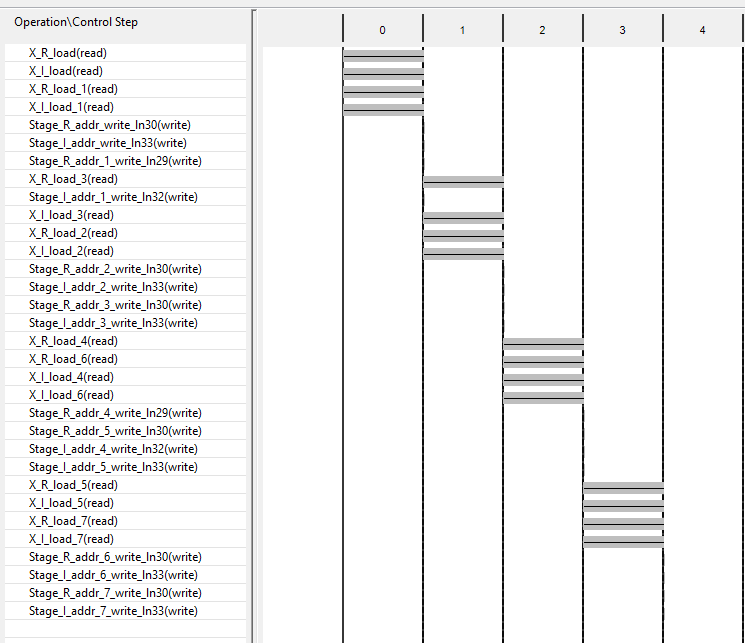 Operation\Control Step
0 1 2 3 4
X_R_load(read)
X_I_load(read)
X_R_load_1(read)
X_I_load_1(read)
Stage_R_addr_write_ln30(write)
Stage_I_addr_write_ln33(write)
Stage_R_addr_1_write_ln29(write)
X_R_load_3(read)
Stage_I_addr_1_write_ln32(write)
X_I_load_3(read)
X_R_load_2(read)
X_I_load_2(read)
Stage_R_addr_2_write_ln30(write)
Stage_I_addr_2_write_ln33(write)
Stage_R_addr_3_write_ln30(write)
Stage_I_addr_3_write_ln33(write)
X_R_load_4(read)
X_R_load_6(read)
X_I_load_4(read)
X_I_load_6(read)
Stage_R_addr_4_write_ln29(write)
Stage_R_addr_5_write_ln30(write)
Stage_I_addr_4_write_ln32(write)
Stage_I_addr_5_write_ln33(write)
X_R_load_5(read)
X_I_load_5(read)
X_R_load_7(read)
X_I_load_7(read)
Stage_R_addr_6_write_ln30(write)
Stage_I_addr_6_write_ln33(write)
Stage_R_addr_7_write_ln30(write)
Stage_I_addr_7_write_ln33(write)